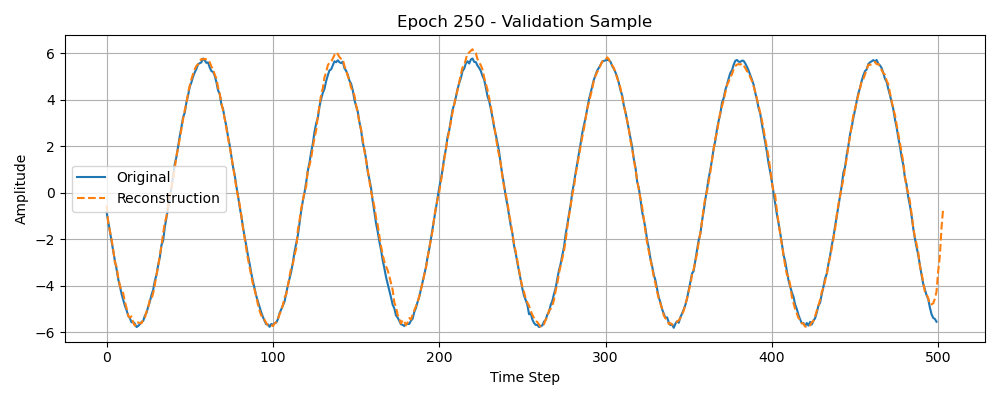 Epoch 250 - Validation Sample
6
4
2
0
−2
−4
−6
Amplitude
Original
Reconstruction
0 100 200 300 400 500
Time Step